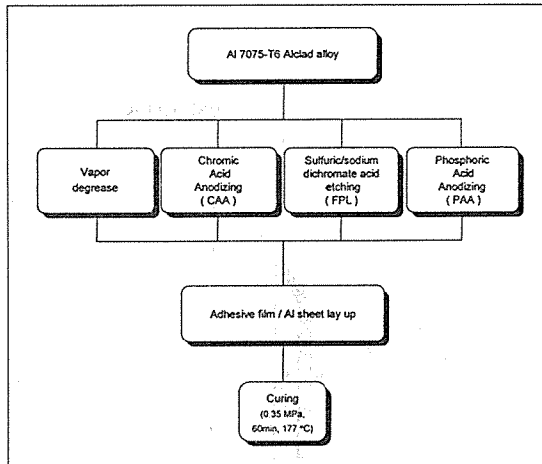 Al 7075-T6 Alclad alloy
Vapor
degrease
Chromic
Acid
Anodizing
( CAA )
Sulfuric/sodium
dichromate acid
etching
( FPL )
Phosphoric
Acid
Anodizing
( PAA )
Adhesive film / Al sheet lay up
Curing
(0.35 MPa,
60min, 177 °C)